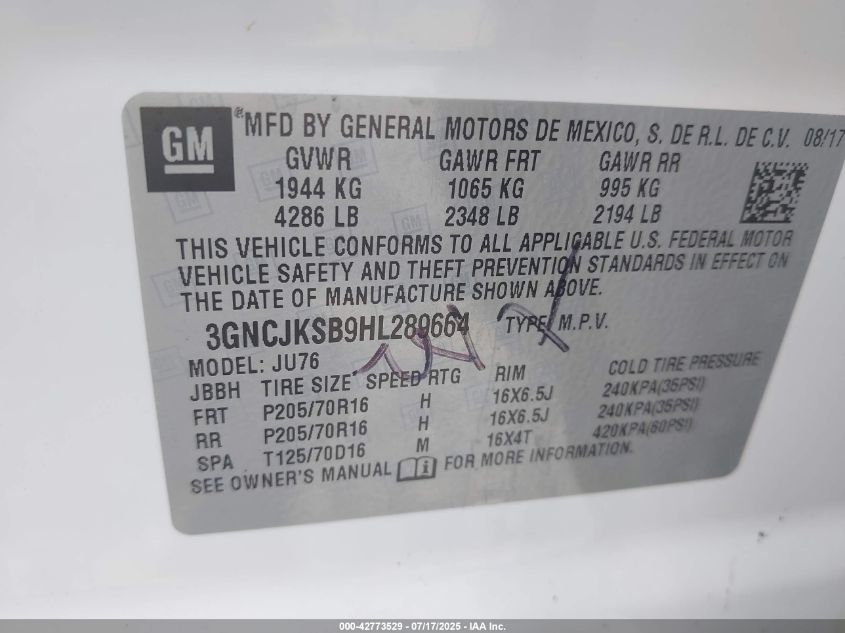 GM ® MFD BY GENERAL MOTORS DE MEXICO, S. DE R.L. DE C.V. 08/17
GVWR GAWR FRT GAWR RR
1944 KG 1065 KG 995 KG
4286 LB 2348 LB 2194 LB
THIS VEHICLE CONFORMS TO ALL APPLICABLE U.S. FEDERAL MOTOR
VEHICLE SAFETY AND THEFT PREVENTION STANDARDS IN EFFECT ON
THE DATE OF MANUFACTURE SHOWN ABOVE.
3GNCJKSB9HL289664 TYPE: M.P.V.
MODEL: JU76
JBBH TIRE SIZE SPEED RTG RIM COLD TIRE PRESSURE
FRT P205/70R16 H 16X6.5J 240KPA(35PSI)
RR P205/70R16 H 16X6.5J 240KPA(35PSI)
SPA T125/70D16 M 16X4T 420KPA(60PSI)
SEE OWNER'S MANUAL FOR MORE INFORMATION.
000-42773529 - 07/17/2025 - IAA Inc.